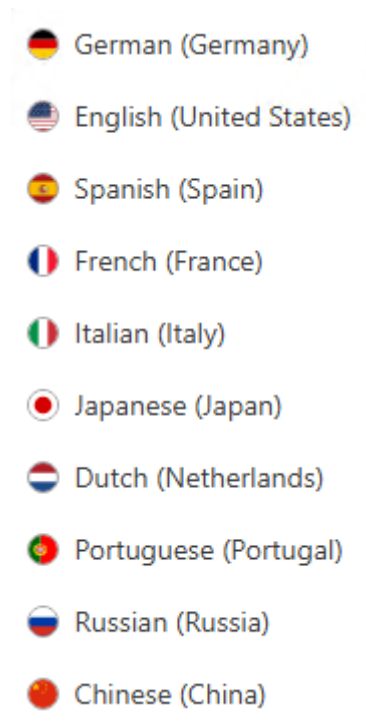 German (Germany)
English (United States)
Spanish (Spain)
French (France)
Italian (Italy)
Japanese (Japan)
Dutch (Netherlands)
Portuguese (Portugal)
Russian (Russia)
Chinese (China)